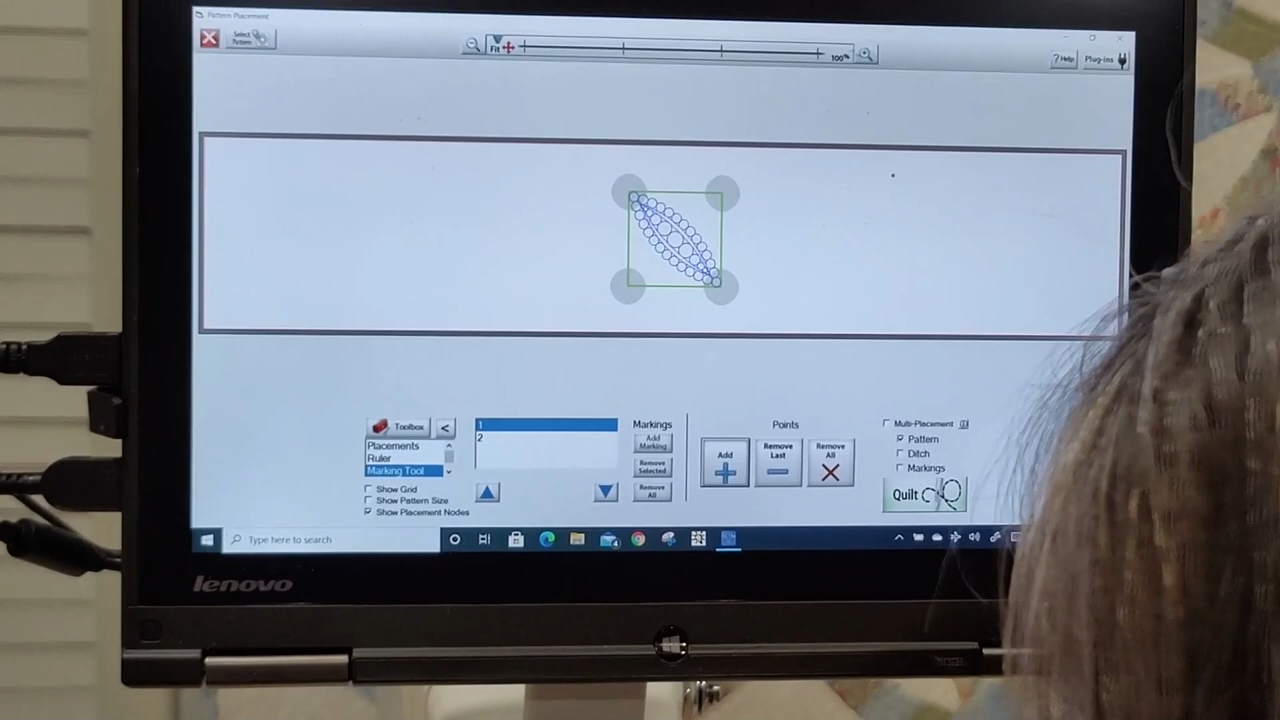 Pattern Placement
Select
Pattern
Fit
100%
? Help
Plug-ins
Toolbox
<
Placements
Ruler
Marking Tool
Show Grid
Show Pattern Size
Show Placement Nodes
1
2
Markings
Add
Marking
Remove
Selected
Remove
All
Points
Add
Remove
Last
Remove
All
Multi-Placement
Pattern
Ditch
Markings
Quilt
Type here to search
lenovo